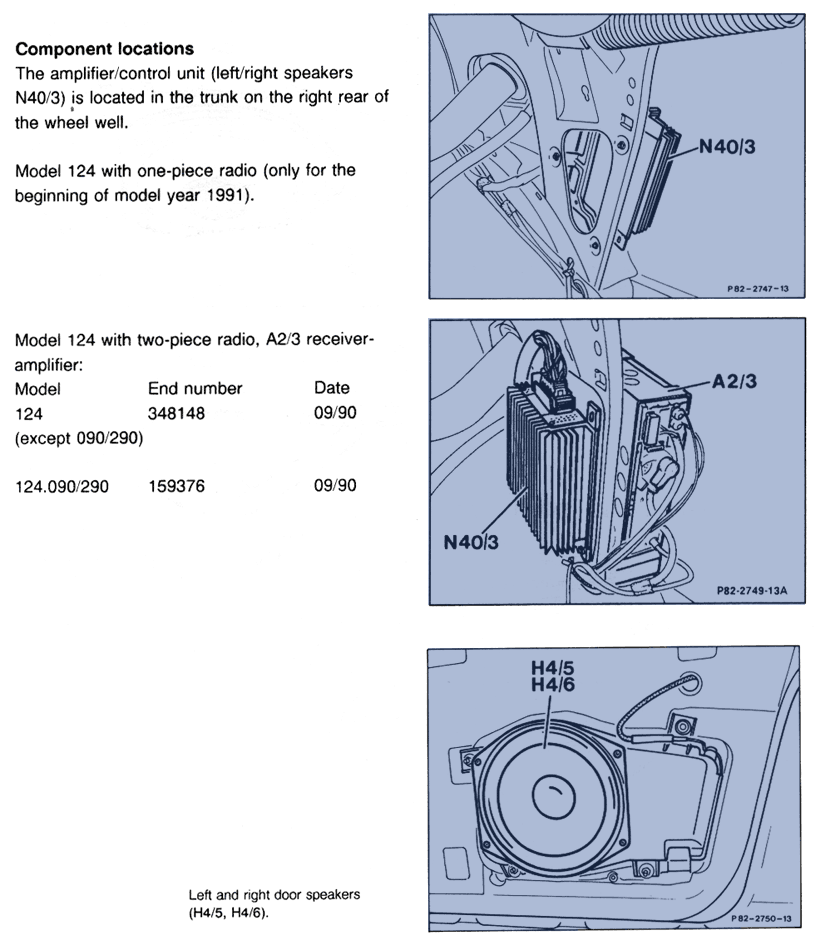 Component locations
The amplifier/control unit (left/right speakers
N40/3) is located in the trunk on the right rear of
the wheel well.
Model 124 with one-piece radio (only for the
beginning of model year 1991).
N40/3
P82-2747-13
Model 124 with two-piece radio, A2/3 receiver-
amplifier:
Model End number Date
124 348148 09/90
(except 090/290)
124.090/290 159376 09/90
A2/3
N40/3
P82-2749-13A
H4/5
H4/6
Left and right door speakers
(H4/5, H4/6).
P82-2750-13